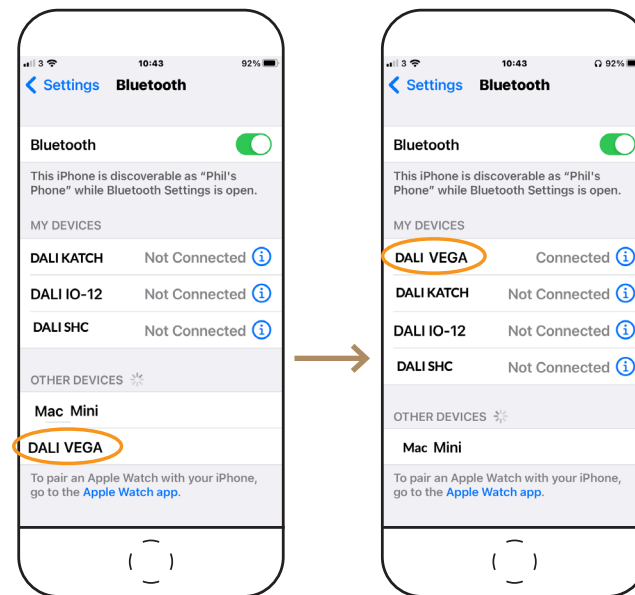 3 10:43 92%
Settings Bluetooth
Bluetooth
This iPhone is discoverable as “Phil's
Phone” while Bluetooth Settings is open.
MY DEVICES
DALI KATCH Not Connected
DALI IO-12 Not Connected
DALI SHC Not Connected
OTHER DEVICES
Mac Mini
DALI VEGA
To pair an Apple Watch with your iPhone,
go to the Apple Watch app.
3 10:43 92%
Settings Bluetooth
Bluetooth
This iPhone is discoverable as “Phil's
Phone” while Bluetooth Settings is open.
MY DEVICES
DALI VEGA Connected
DALI KATCH Not Connected
DALI IO-12 Not Connected
DALI SHC Not Connected
OTHER DEVICES
Mac Mini
To pair an Apple Watch with your iPhone,
go to the Apple Watch app.